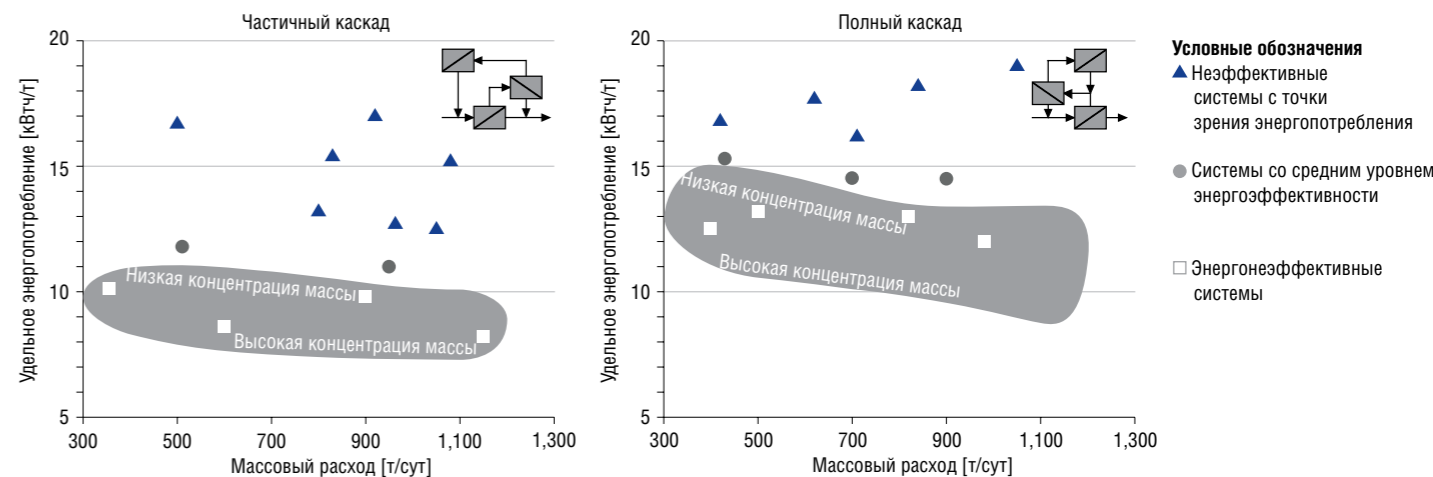 Частичный каскад
Удельное энергопотребление [кВтч/т]
20
15
10
5
Низкая концентрация массы
Высокая концентрация массы
300 500 700 900 1,100 1,300
Массовый расход [т/сут]
Полный каскад
Удельное энергопотребление [кВтч/т]
20
15
10
5
Низкая концентрация массы
Высокая концентрация массы
300 500 700 900 1,100 1,300
Массовый расход [т/сут]
Условные обозначения
Неэффективные
системы с точки
зрения энергопотребления
Системы со средним уровнем
энергоэффективности
Энергонеэффективные
системы